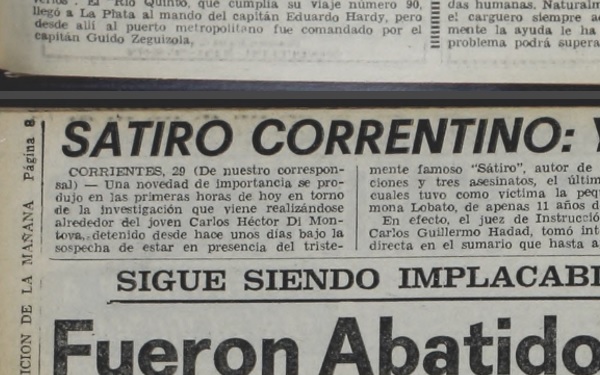 "Río Quinto, que cumplía su viaje número 90,
llegó a La Plata al mando del capitán Eduardo Hardy, pero
desde allí al puerto metropolitano fue comandado por el
capitán Guido Zeguizola,
das humanas. Naturalm
el carguero siempre ac
mente la ayuda le ha
problema podrá supera
ICION DE LA MAÑANA Página 8
SATIRO CORRENTINO: Y
CORRIENTES, 29 (De nuestro correspon-
sal) — Una novedad de importancia se pro-
dujo en las primeras horas de hoy en torno
de la investigación que viene realizándose
alrededor del joven Carlos Héctor Di Mon-
tova, detenido desde hace unos días bajo la
sospecha de estar en presencia del triste-
mente famoso "Sátiro", autor de
ciones y tres asesinatos, el últim
cuales tuvo como víctima la peq
mona Lobato, de apenas 11 años d
En efecto, el juez de Instrucció
Carlos Guillermo Hadad, tomó int
directa en el sumario que hasta a
SIGUE SIENDO IMPLACABI
Fueron Abatido